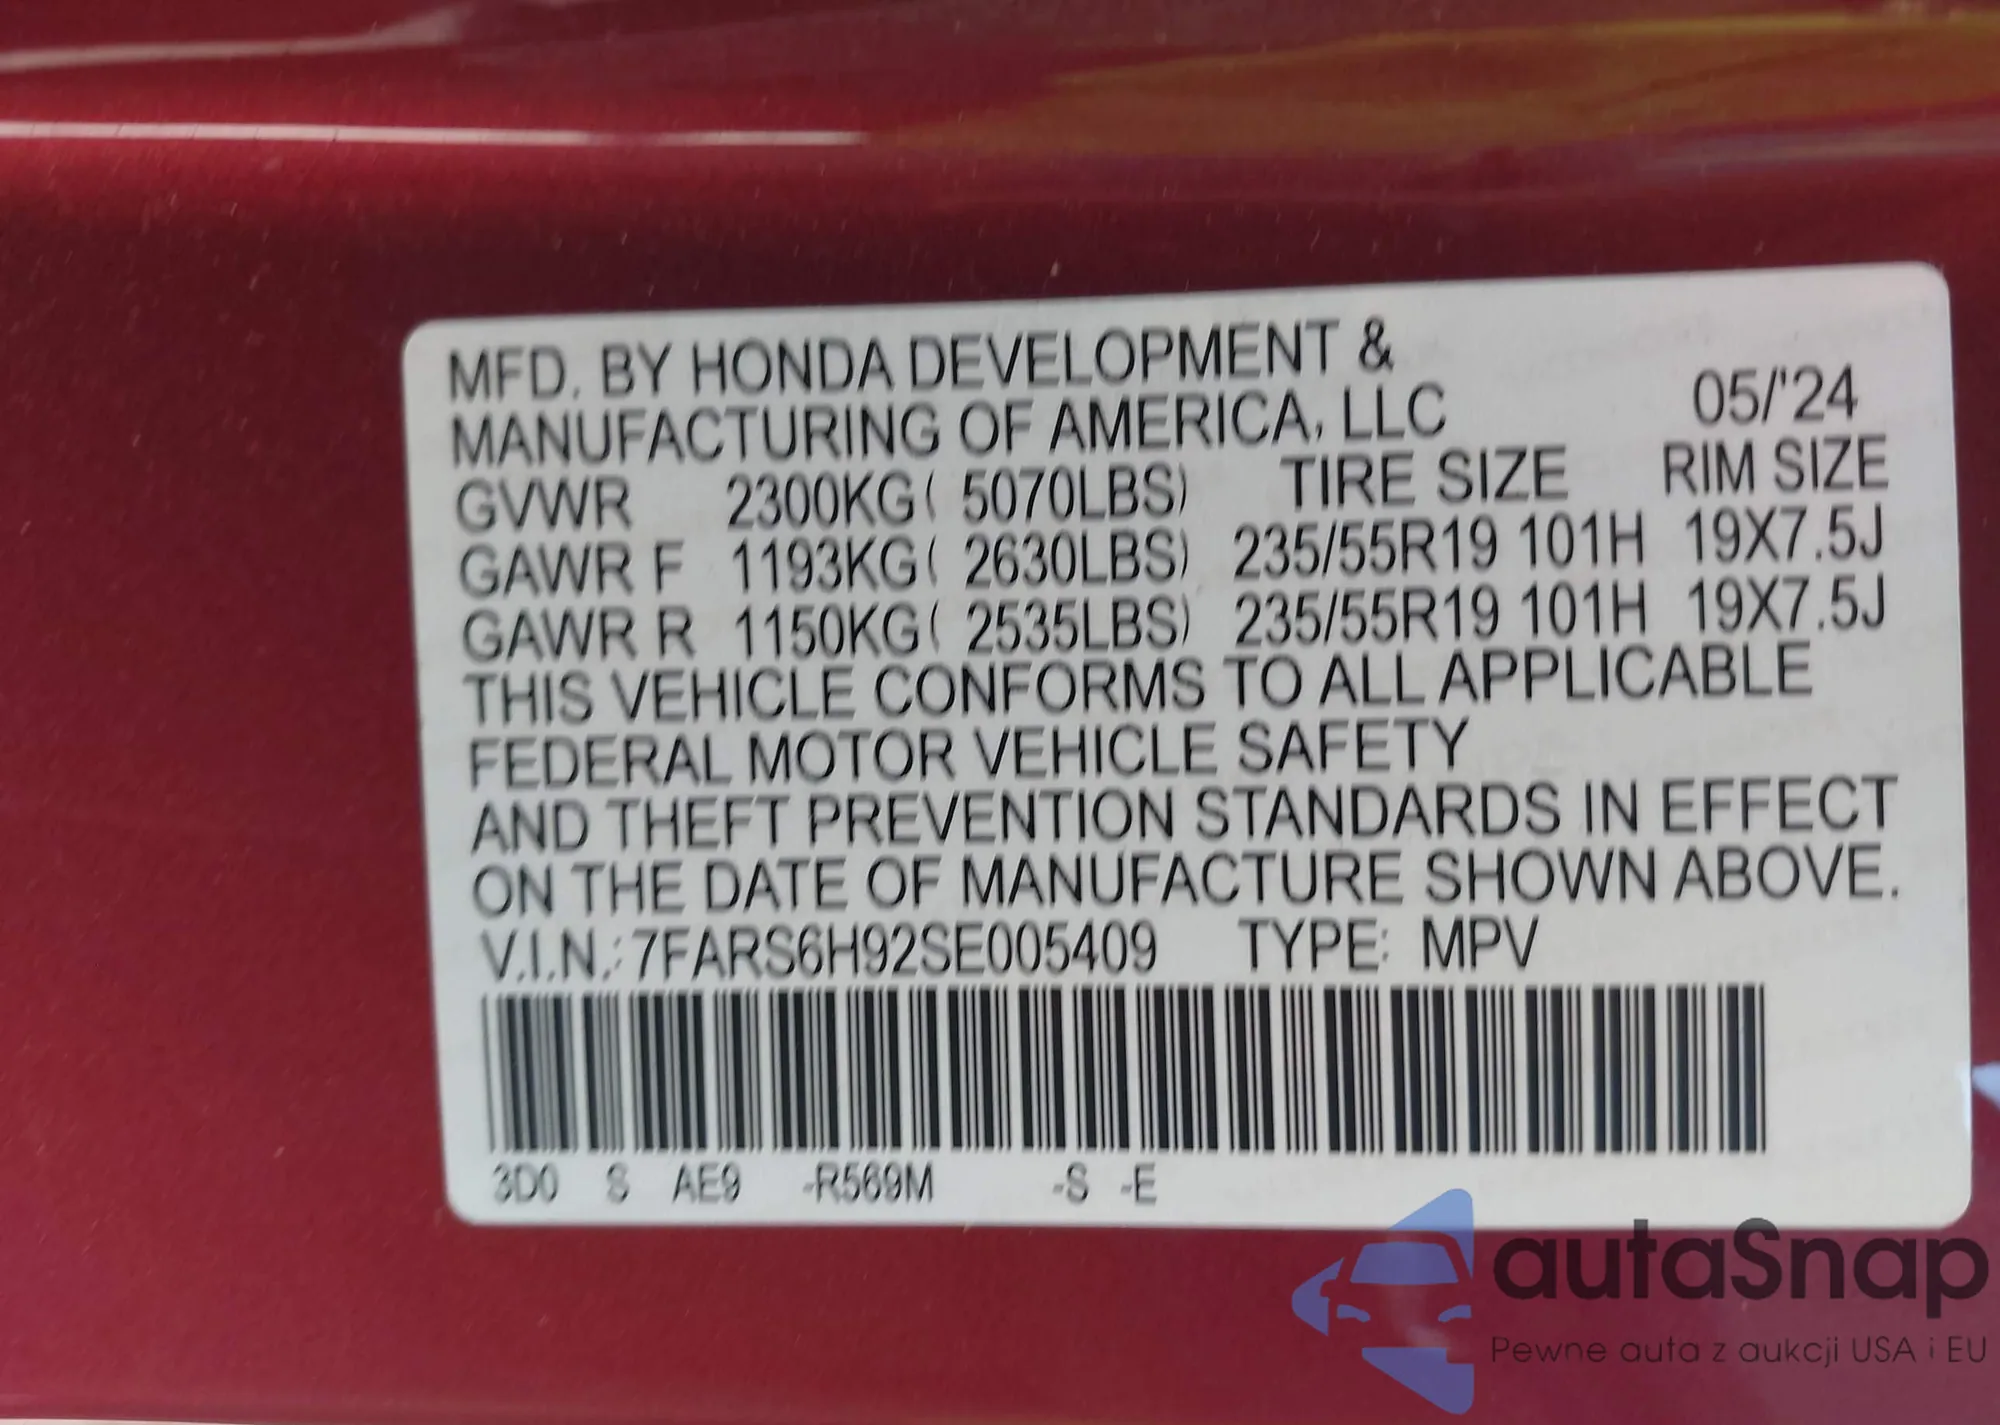 MFD. BY HONDA DEVELOPMENT &
MANUFACTURING OF AMERICA, LLC 05/'24
GVWR 2300KG( 5070LBS) TIRE SIZE RIM SIZE
GAWR F 1193KG( 2630LBS) 235/55R19 101H 19X7.5J
GAWR R 1150KG( 2535LBS) 235/55R19 101H 19X7.5J
THIS VEHICLE CONFORMS TO ALL APPLICABLE
FEDERAL MOTOR VEHICLE SAFETY
AND THEFT PREVENTION STANDARDS IN EFFECT
ON THE DATE OF MANUFACTURE SHOWN ABOVE.
V.I.N.: 7FARS6H92SE005409 TYPE: MPV
3D0 S AE9 -R569M -S -E
autaSnap
Pewne auta z aukcji USA i EU